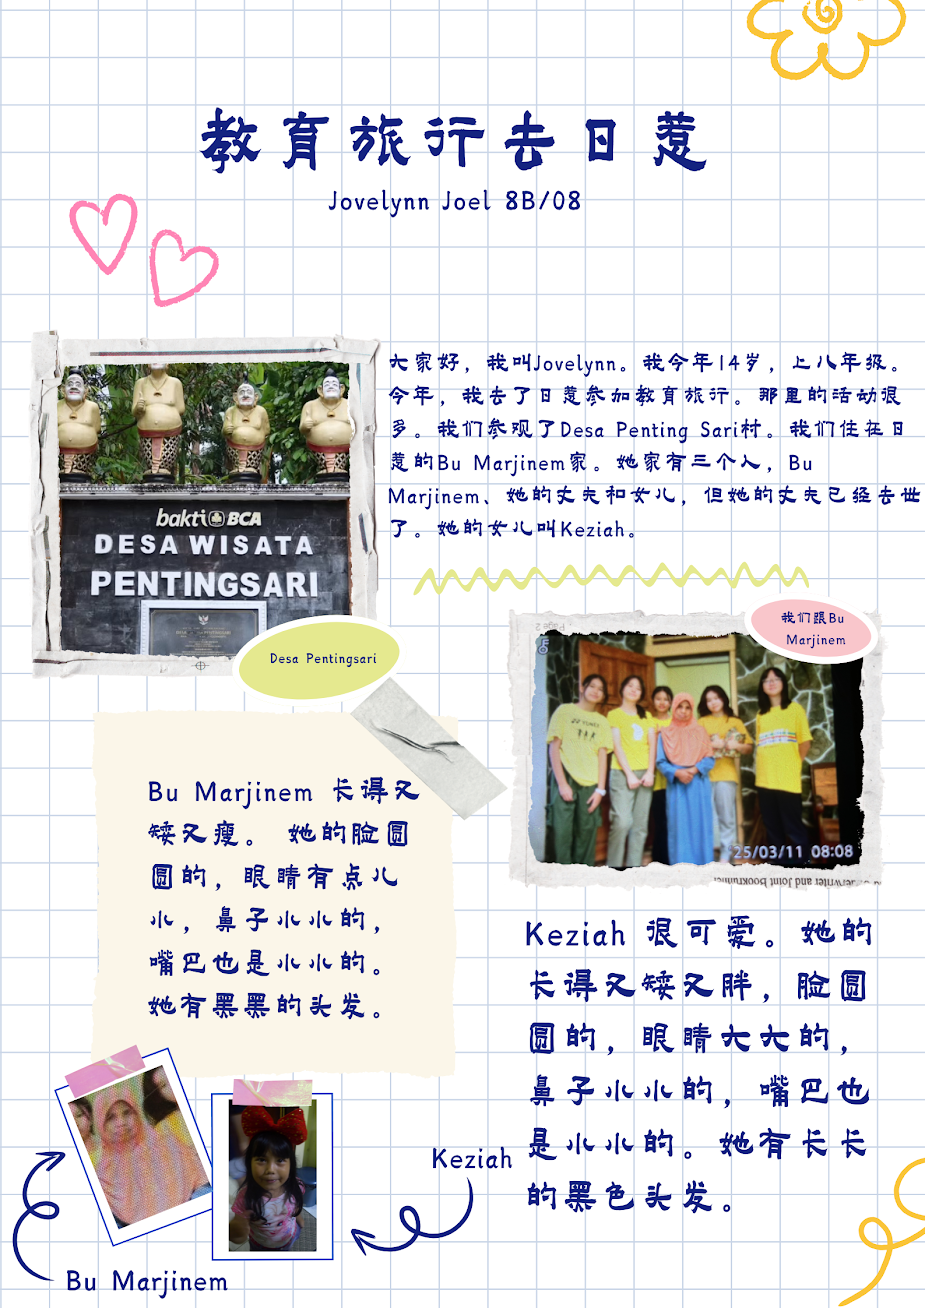 教育旅行去日惹
Jovelynn Joel 8B/08
大家好，我叫Jovelynn。我今年14岁，上八年级。
今年，我去了日惹参加教育旅行。那里的活动很
多。我们参观了Desa Penting Sari村。我们住在日
惹的Bu Marjinem家。她家有三个人，Bu
Marjinem、她的丈夫和女儿，但她的丈夫已经去世
了。她的女儿叫Keziah。
bakti BCA
DESA WISATA
PENTINGSARI
Desa Pentingsari
我们跟Bu
Marjinem
Page 2
25/03/11 08:08
erwriter and Joint bookrunner
Bu Marjinem 长得又
矮又瘦。 她的脸圆
圆的，眼睛有点儿
小，鼻子小小的，
嘴巴也是小小的。
她有黑黑的头发。
Keziah 很可爱。她的
长得又矮又胖，脸圆
圆的，眼睛大大的，
鼻子小小的，嘴巴也
是小小的。她有长长
的黑色头发。
Keziah
Bu Marjinem